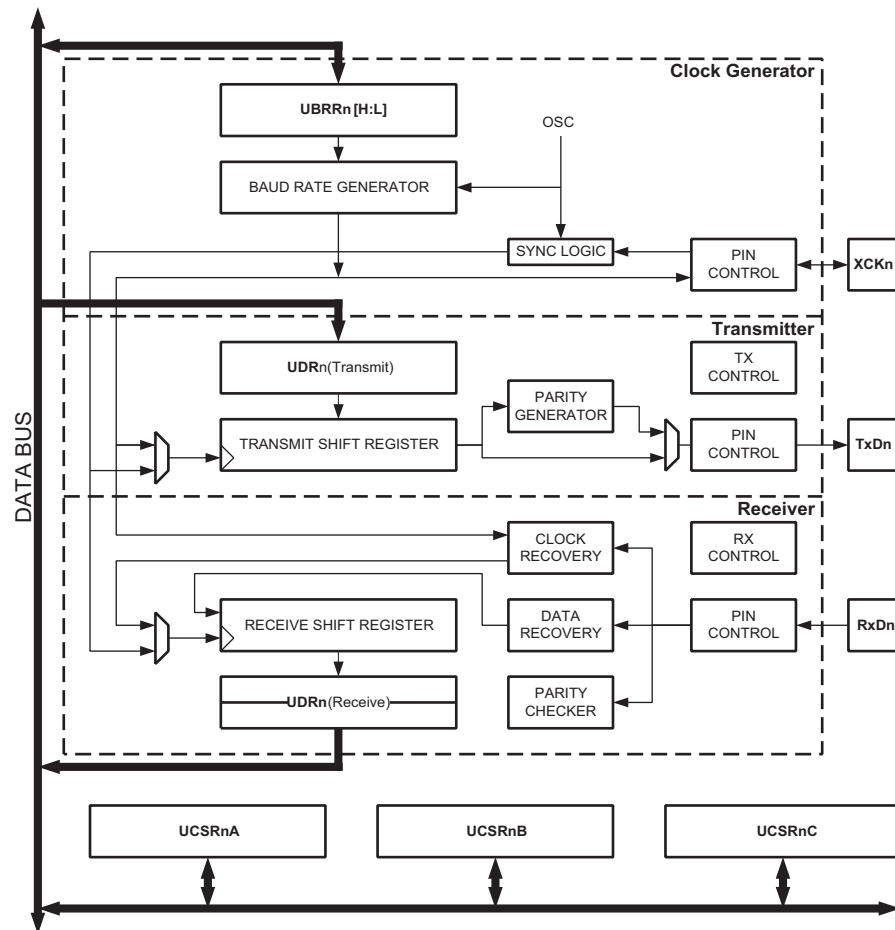 Clock Generator
UBRRn [H:L]
OSC
BAUD RATE GENERATOR
SYNC LOGIC
PIN
CONTROL
XCKn
Transmitter
UDRn(Transmit)
TX
CONTROL
PARITY
GENERATOR
TRANSMIT SHIFT REGISTER
PIN
CONTROL
TxDn
DATA BUS
Receiver
CLOCK
RECOVERY
RX
CONTROL
RECEIVE SHIFT REGISTER
DATA
RECOVERY
PIN
CONTROL
RxDn
UDRn(Receive)
PARITY
CHECKER
UCSRnA
UCSRnB
UCSRnC